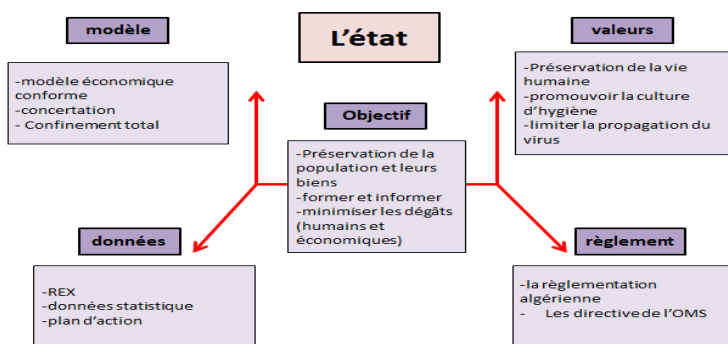 L'état
modèle
-modèle économique
conforme
-concertation
- Confinement total
valeurs
-Préservation de la vie
humaine
-promouvoir la culture
d'hygiène
-limiter la propagation du
virus
Objectif
-Préservation de la
population et leurs
biens
-former et informer
-minimiser les dégâts
(humains et
économiques)
données
-REX
-données statistique
-plan d'action
règlement
-la règlementation
algérienne
- Les directive de l'OMS